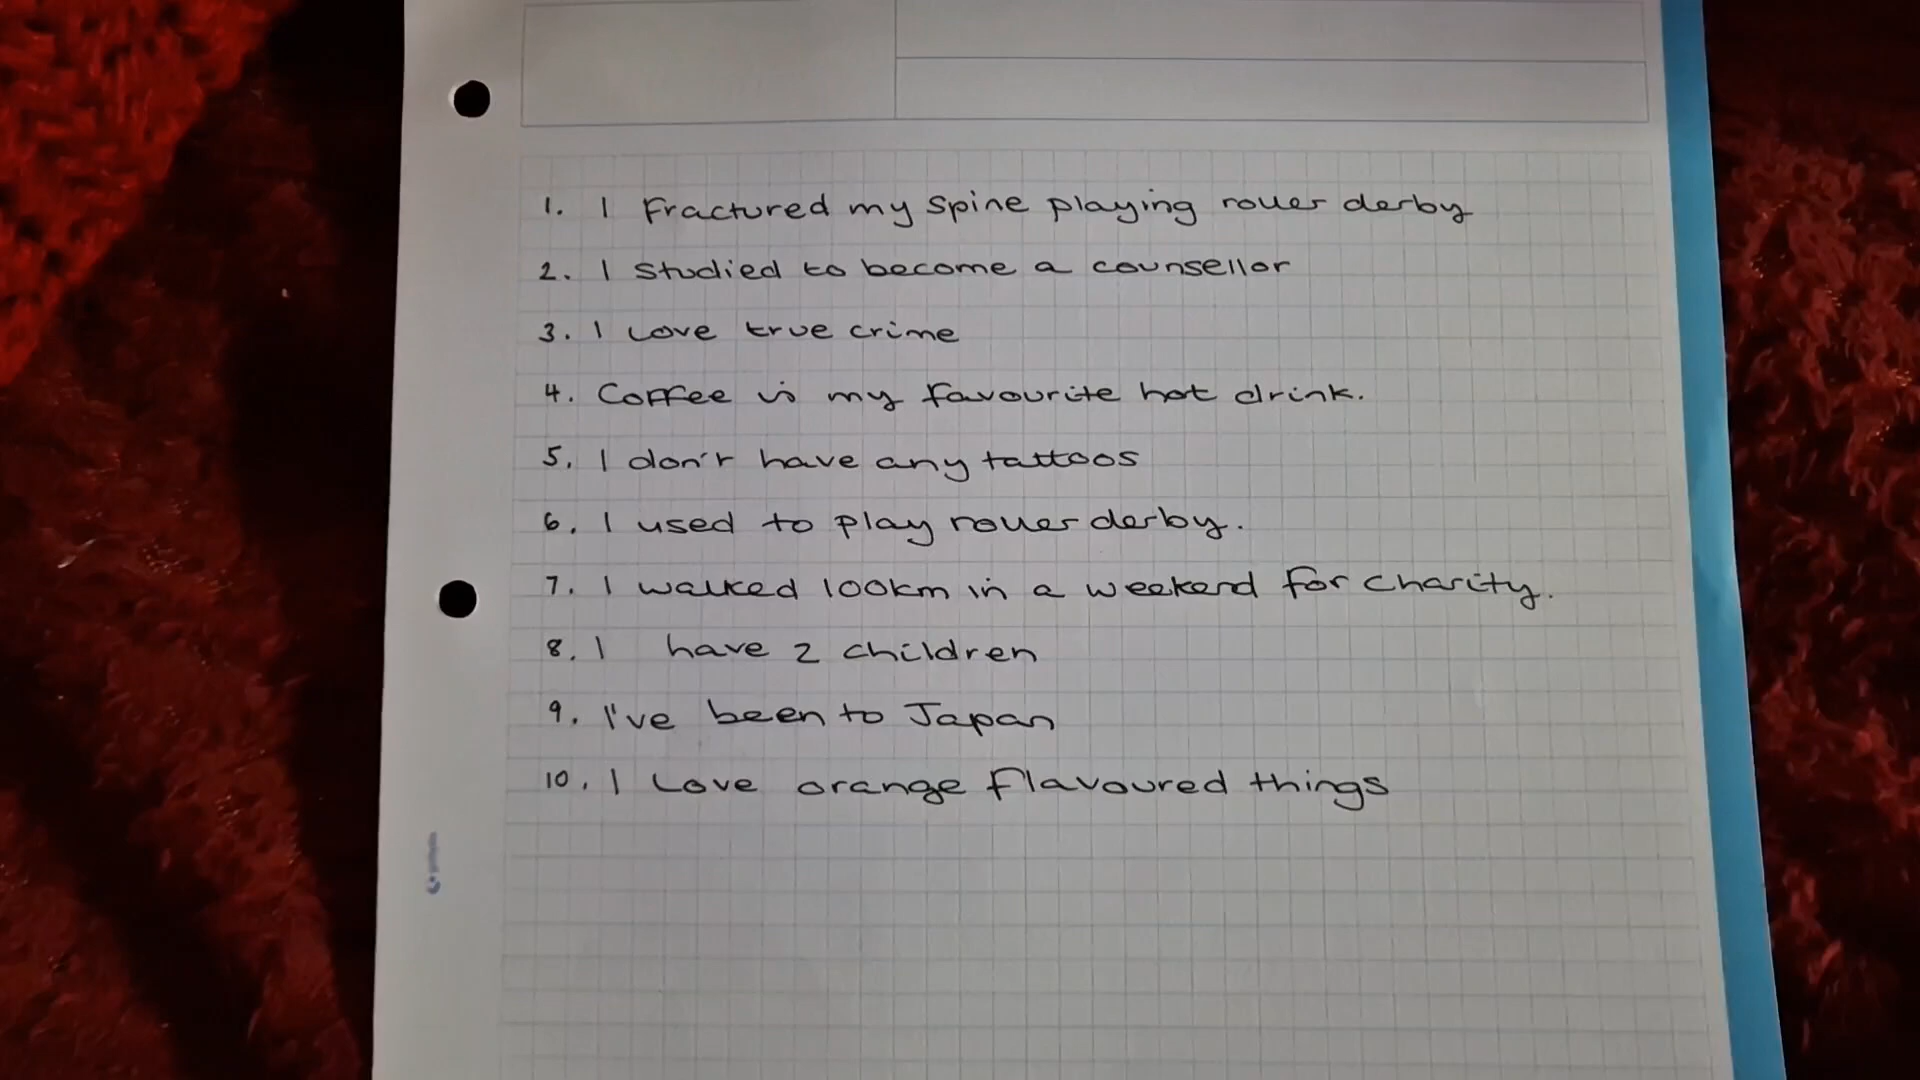 1. I Fractured my spine playing roller derby
2. I studied to become a counsellor
3. I love true crime
4. Coffee is my favourite hot drink.
5. I don't have any tattoos
6. I used to play roller derby.
7. I walked 100km in a weekend for charity.
8. I have 2 children
9. I've been to Japan
10. I Love orange flavoured things